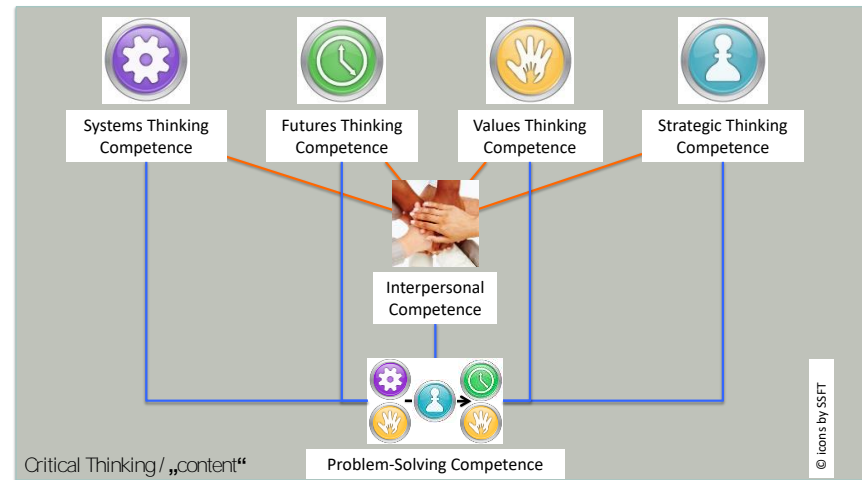 Systems Thinking
Competence
Futures Thinking
Competence
Values Thinking
Competence
Strategic Thinking
Competence
Interpersonal
Competence
Problem-Solving Competence
Critical Thinking / „content“
© icons by SSFT